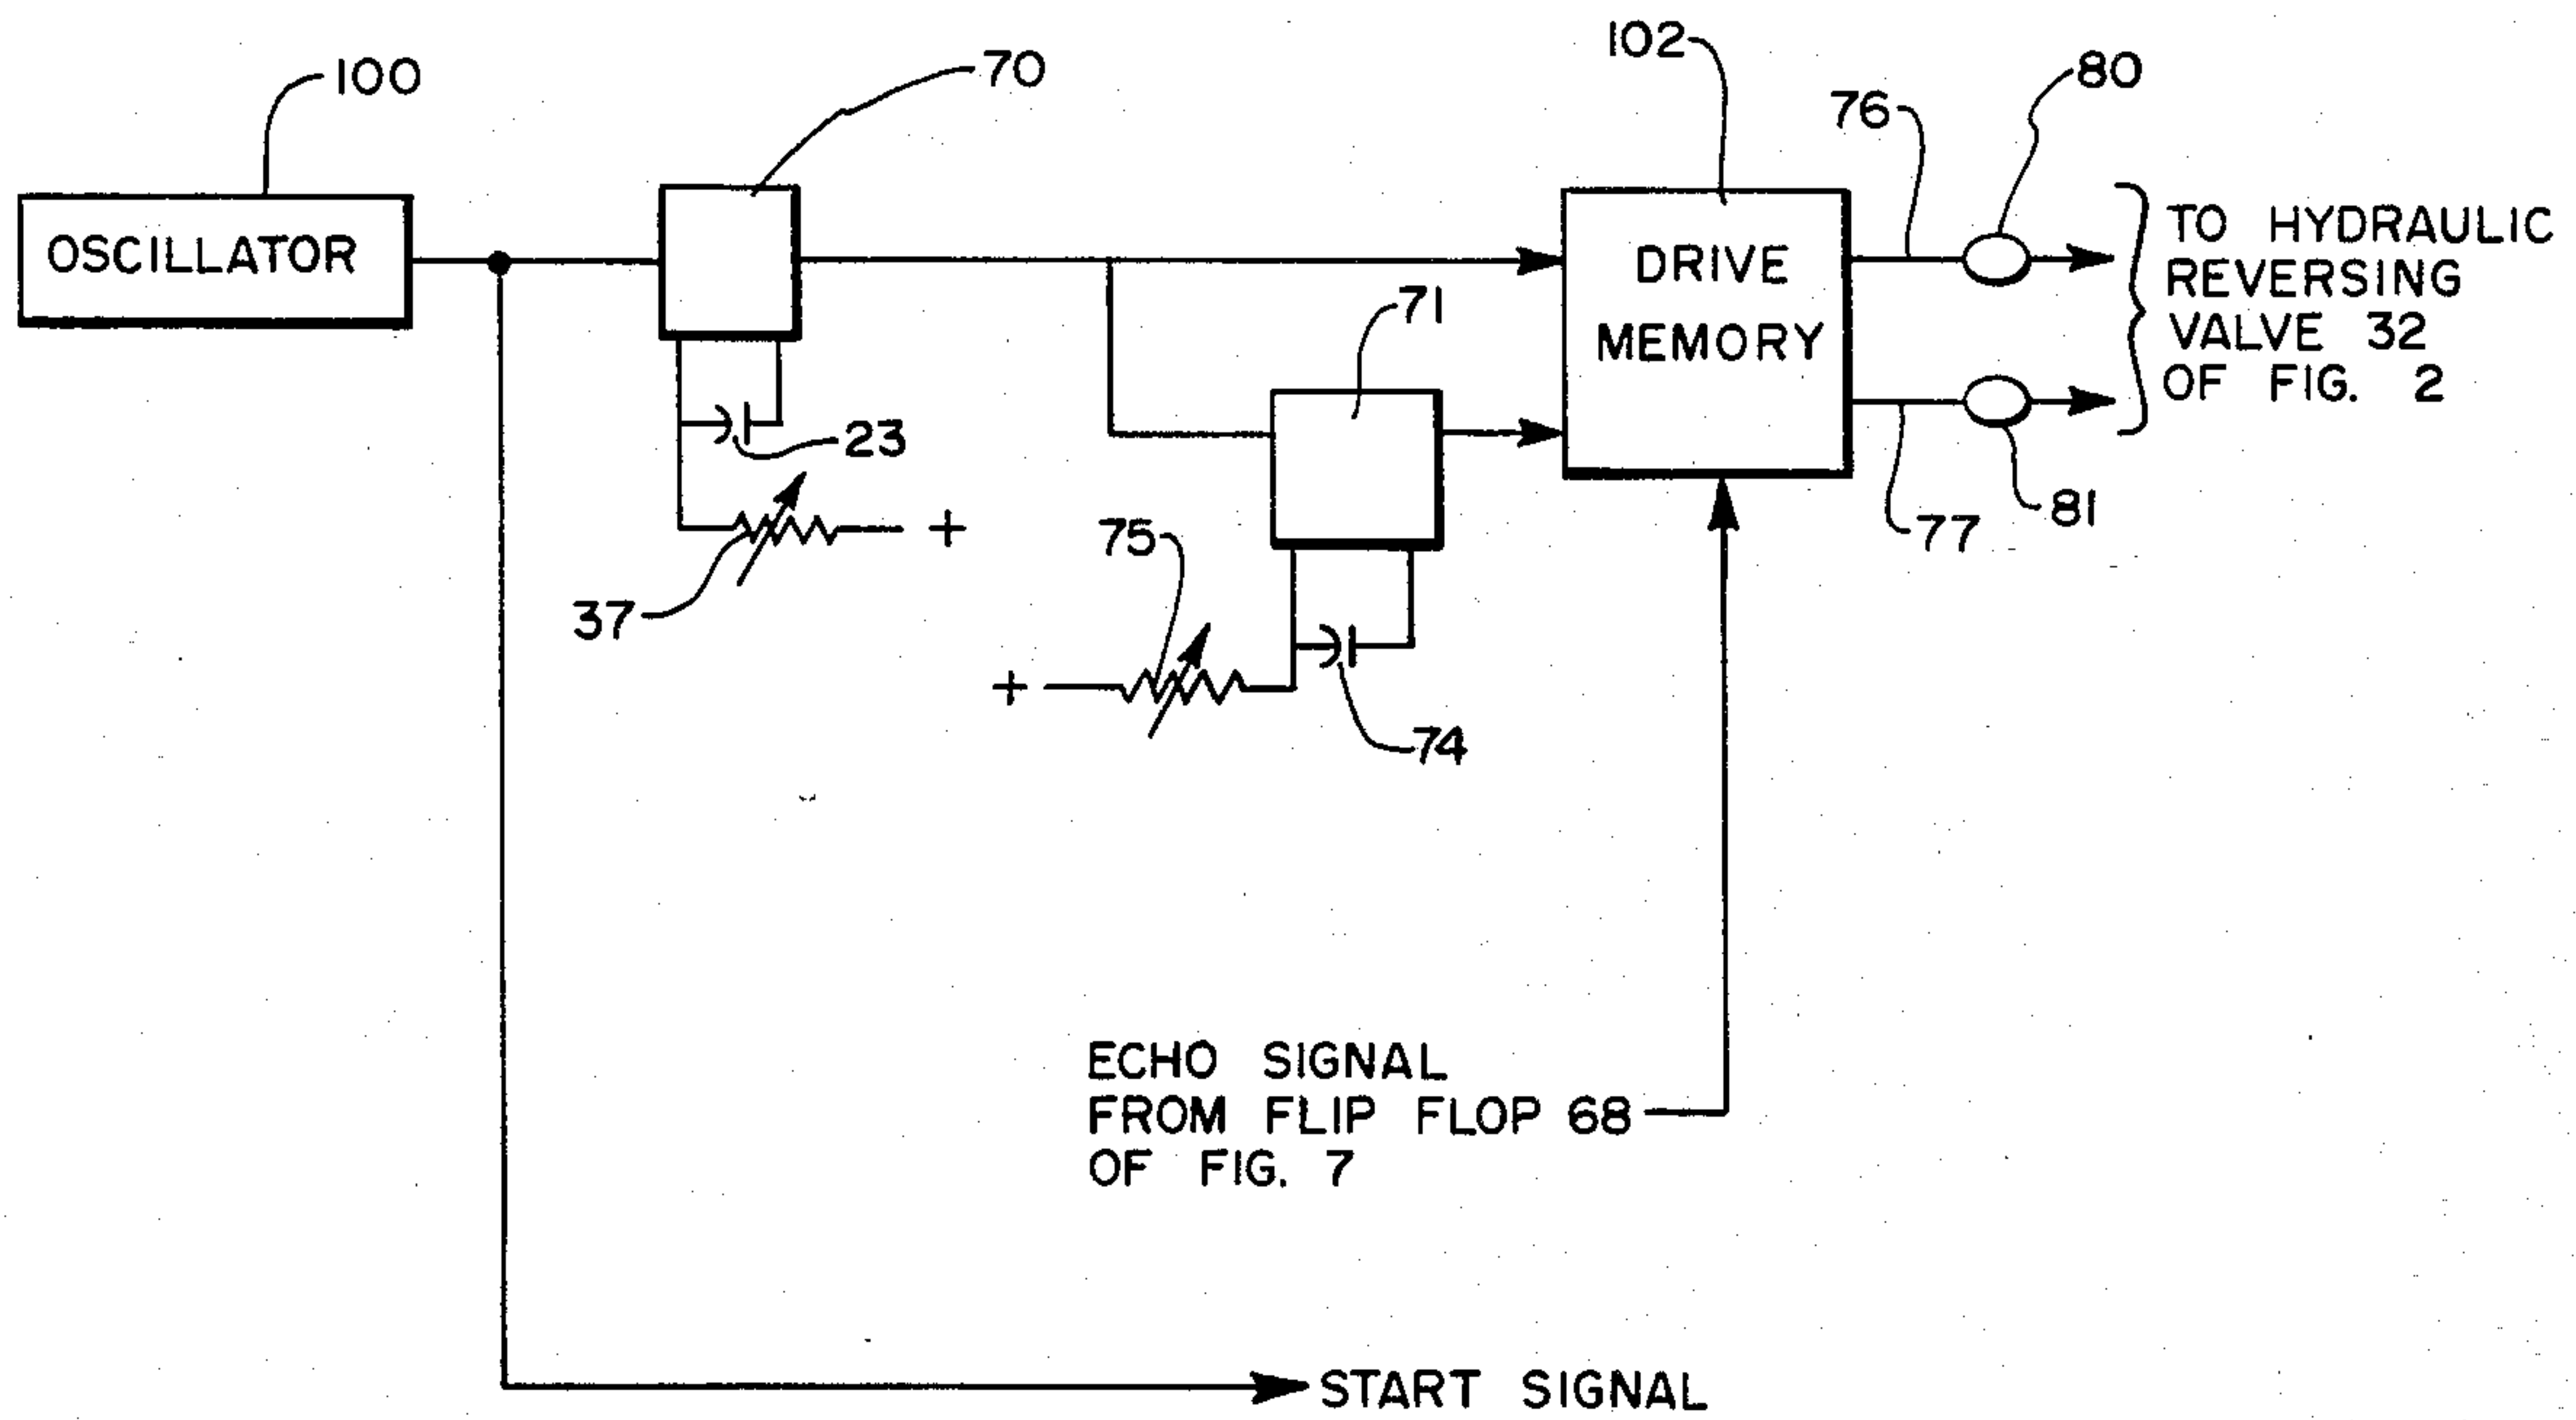 100
70
102
80
76
OSCILLATOR
DRIVE
MEMORY
TO HYDRAULIC
REVERSING
VALVE 32
OF FIG. 2
71
23
81
77
37
+
75
+
74
ECHO SIGNAL
FROM FLIP FLOP 68
OF FIG. 7
START SIGNAL